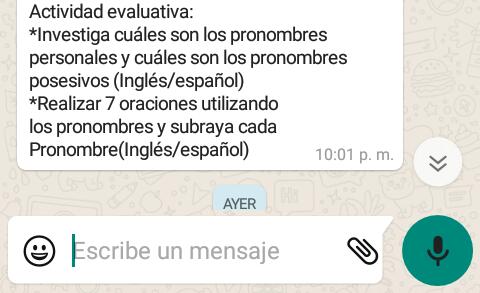 Actividad evaluativa:
*Investiga cuáles son los pronombres
personales y cuáles son los pronombres
posesivos (Inglés/español)
*Realizar 7 oraciones utilizando
los pronombres y subraya cada
Pronombre(Inglés/español)
10:01 p. m.
AYER
Escribe un mensaje